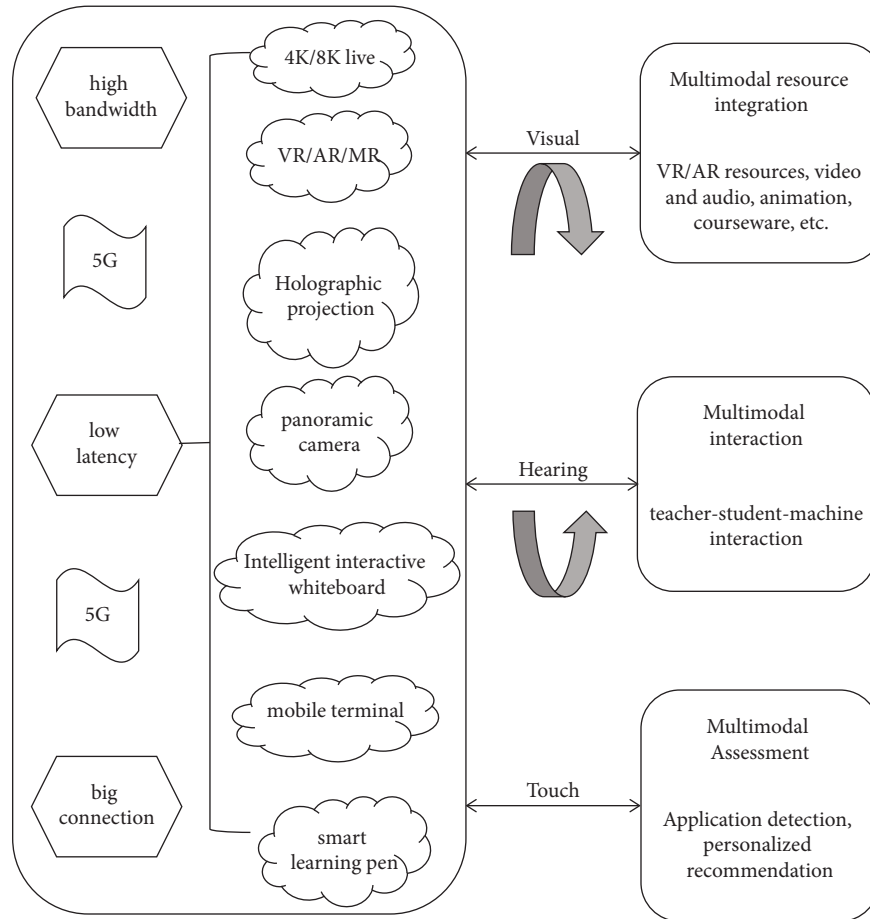 high
bandwidth
5G
low
latency
5G
big
connection
4K/8K live
VR/AR/MR
Holographic
projection
panoramic
camera
Intelligent interactive
whiteboard
mobile terminal
smart
learning pen
Visual
Hearing
Touch
Multimodal resource
integration
VR/AR resources, video
and audio, animation,
courseware, etc.
Multimodal
interaction
teacher-student-machine
interaction
Multimodal
Assessment
Application detection,
personalized
recommendation